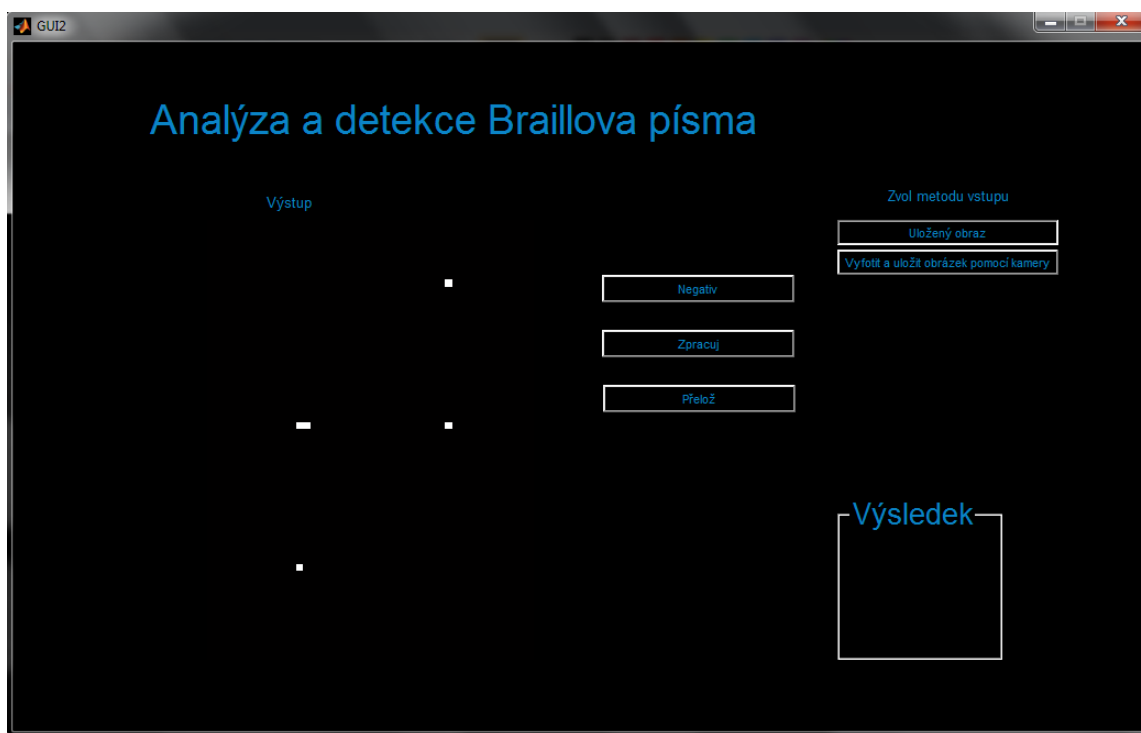 GUI2
Analýza a detekce Braillova písma
Výstup
Zvol metodu vstupu
Uložený obraz
Vyfotit a uložit obrázek pomocí kamery
Negativ
Zpracuj
Přelož
Výsledek